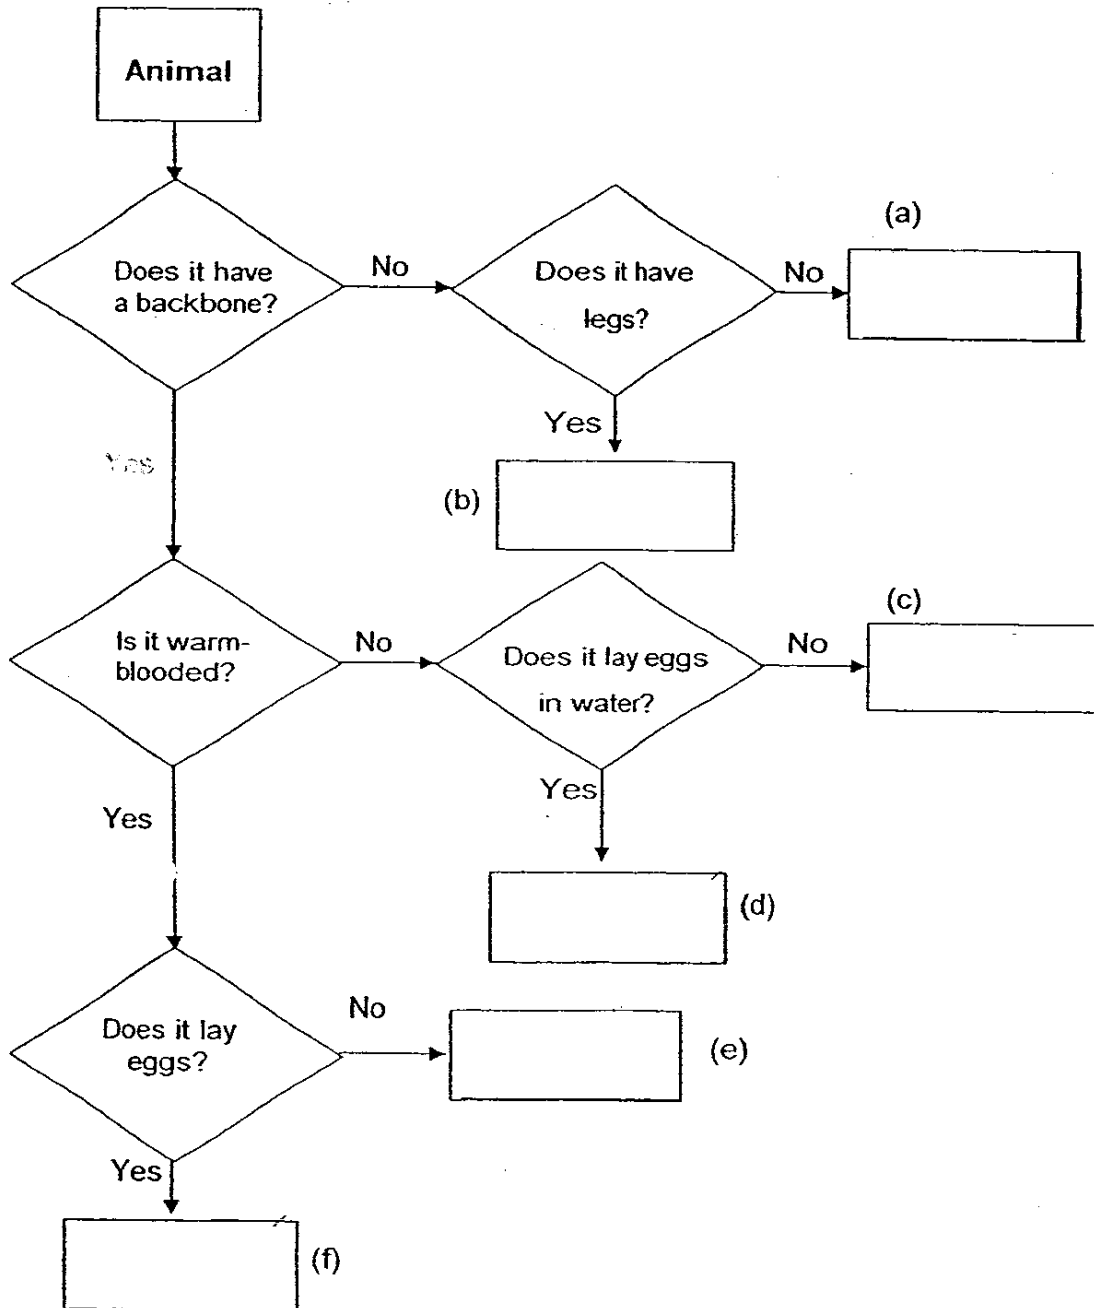 Animal
(a)
Does it have
a backbone?
No
Does it have
legs?
No
Yes
Yes
(b)
(c)
Is it warm-
blooded?
No
Does it lay eggs
in water?
No
Yes
Yes
(d)
Does it lay
eggs?
No
(e)
Yes
(f)